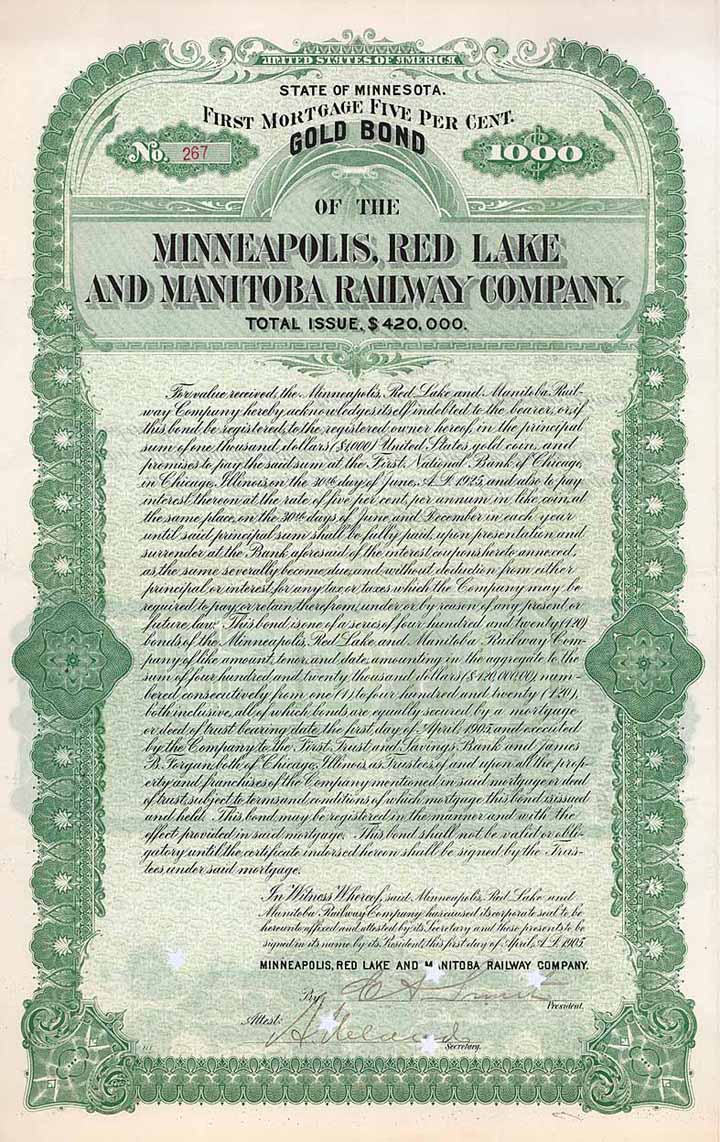 UNITED STATES OF AMERICA
STATE OF MINNESOTA.
FIRST MORTGAGE FIVE PER CENT.
GOLD BOND
No. 267
1000
OF THE
MINNEAPOLIS, RED LAKE
AND MANITOBA RAILWAY COMPANY.
TOTAL ISSUE, $420,000.
For value received, the Minneapolis, Red Lake and Manitoba Rail-
way Company hereby acknowledges itself indebted to the bearer, or, if
this bond be registered, to the registered owner hereof, in the principal
sum of one thousand dollars ($1,000) United States gold coin, and
promises to pay the said sum at the First National Bank of Chicago,
in Chicago, Illinois, on the 30th day of June, A.D. 1925, and also to pay
interest thereon at the rate of five per cent, per annum in like coin, at
the same place, on the 30th days of June and December in each year
until said principal sum shall be fully paid, upon presentation and
surrender at the Bank aforesaid of the interest coupons hereto annexed,
as the same severally become due, and without deduction from either
principal or interest for any tax or taxes which the Company may be
required to pay or retain therefrom, under or by reason of any present or
future law. This bond is one of a series of four hundred and twenty (420)
bonds of the Minneapolis, Red Lake and Manitoba Railway Com-
pany of like amount, tenor and date, amounting in the aggregate to the
sum of four hundred and twenty thousand dollars ($420,000.00) num-
bered consecutively from one (1) to four hundred and twenty (420),
both inclusive, all of which bonds are equally secured by a mortgage
or deed of trust bearing date the first day of April, 1905 and executed
by the Company to the First Trust and Savings Bank and James
B. Forgan, both of Chicago, Illinois, as Trustees, of and upon all the prop-
erty and franchises of the Company mentioned in said mortgage or deed
of trust, subject to terms and conditions of which mortgage this bond is issued
and held. This bond may be registered in the manner and with the
effect provided in said mortgage. This bond shall not be valid or obli-
gatory until the certificate indorsed hereon shall be signed by the Trus-
tees under said mortgage.
In Witness Whereof, said Minneapolis, Red Lake and
Manitoba Railway Company has caused its corporate seal to be
hereunto affixed and attested by its Secretary and these presents to be
signed in its name by its President, this first day of April, A.D. 1905.
MINNEAPOLIS, RED LAKE AND MANITOBA RAILWAY COMPANY.
By
President.
Attest.
Secretary.